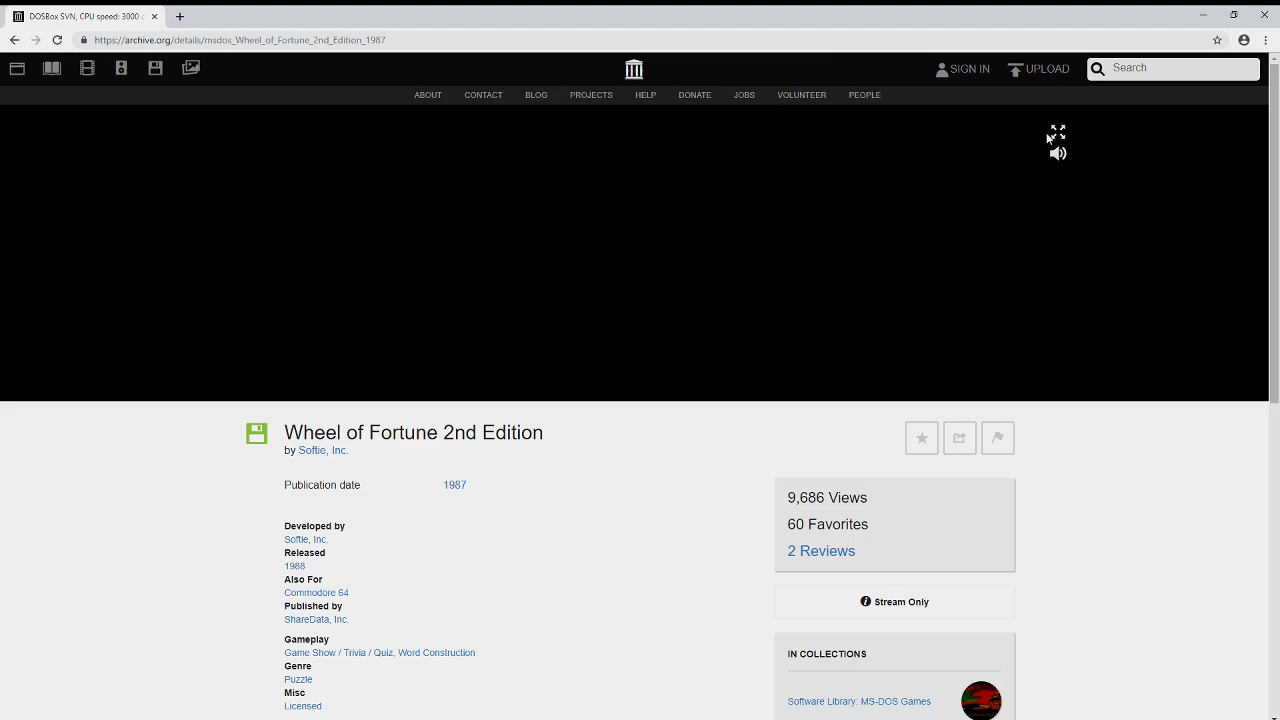 DOSBox SVN, CPU speed: 3000
https://archive.org/details/msdos_Wheel_of_Fortune_2nd_Edition_1987
SIGN IN
UPLOAD
Search
ABOUT CONTACT BLOG PROJECTS HELP DONATE JOBS VOLUNTEER PEOPLE
Wheel of Fortune 2nd Edition
by Softie, Inc.
Publication date 1987
Developed by
Softie, Inc.
Released
1988
Also For
Commodore 64
Published by
ShareData, Inc.
Gameplay
Game Show / Trivia / Quiz, Word Construction
Genre
Puzzle
Misc
Licensed
9,686 Views
60 Favorites
2 Reviews
Stream Only
IN COLLECTIONS
Software Library: MS-DOS Games